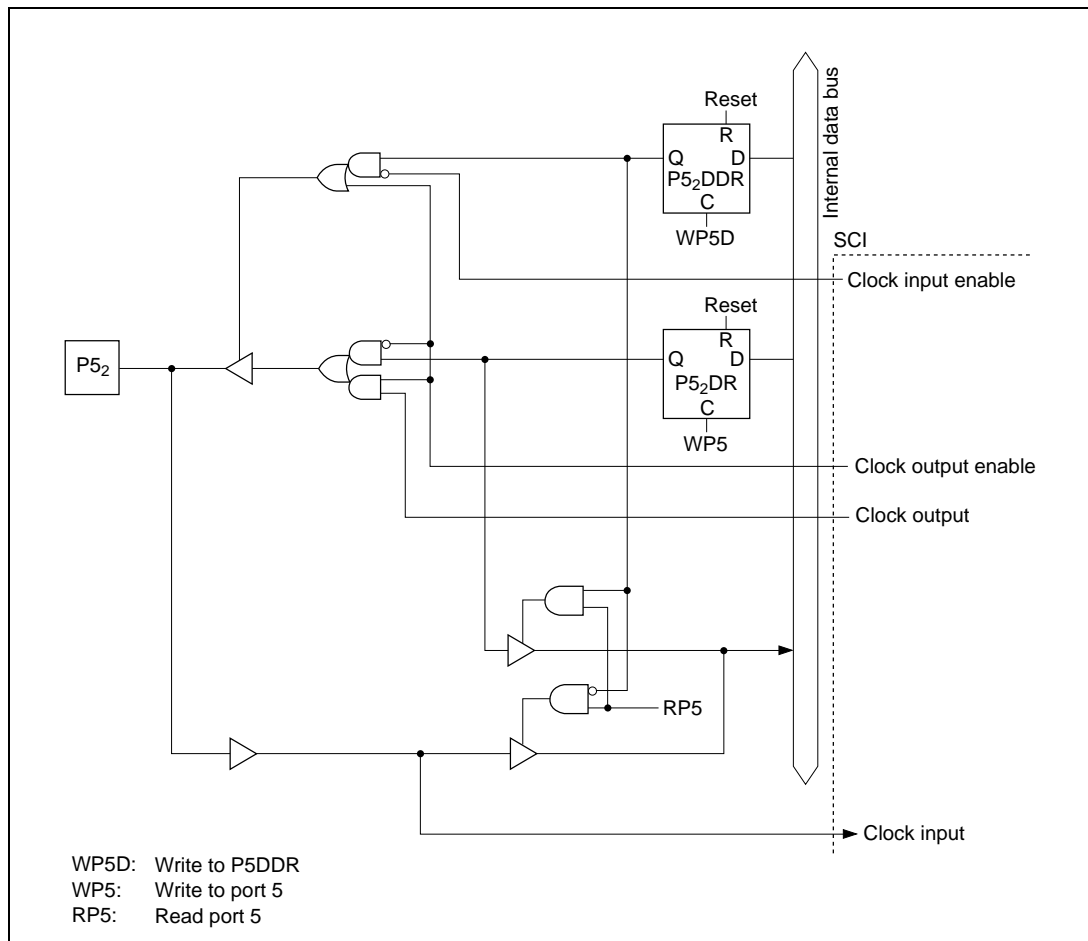 Reset
R
Q D
P5₂DDR
C
WP5D
Internal data bus
SCI
Clock input enable
Reset
R
Q D
P5₂DR
C
WP5
P5₂
Clock output enable
Clock output
RP5
Clock input
WP5D: Write to P5DDR
WP5: Write to port 5
RP5: Read port 5